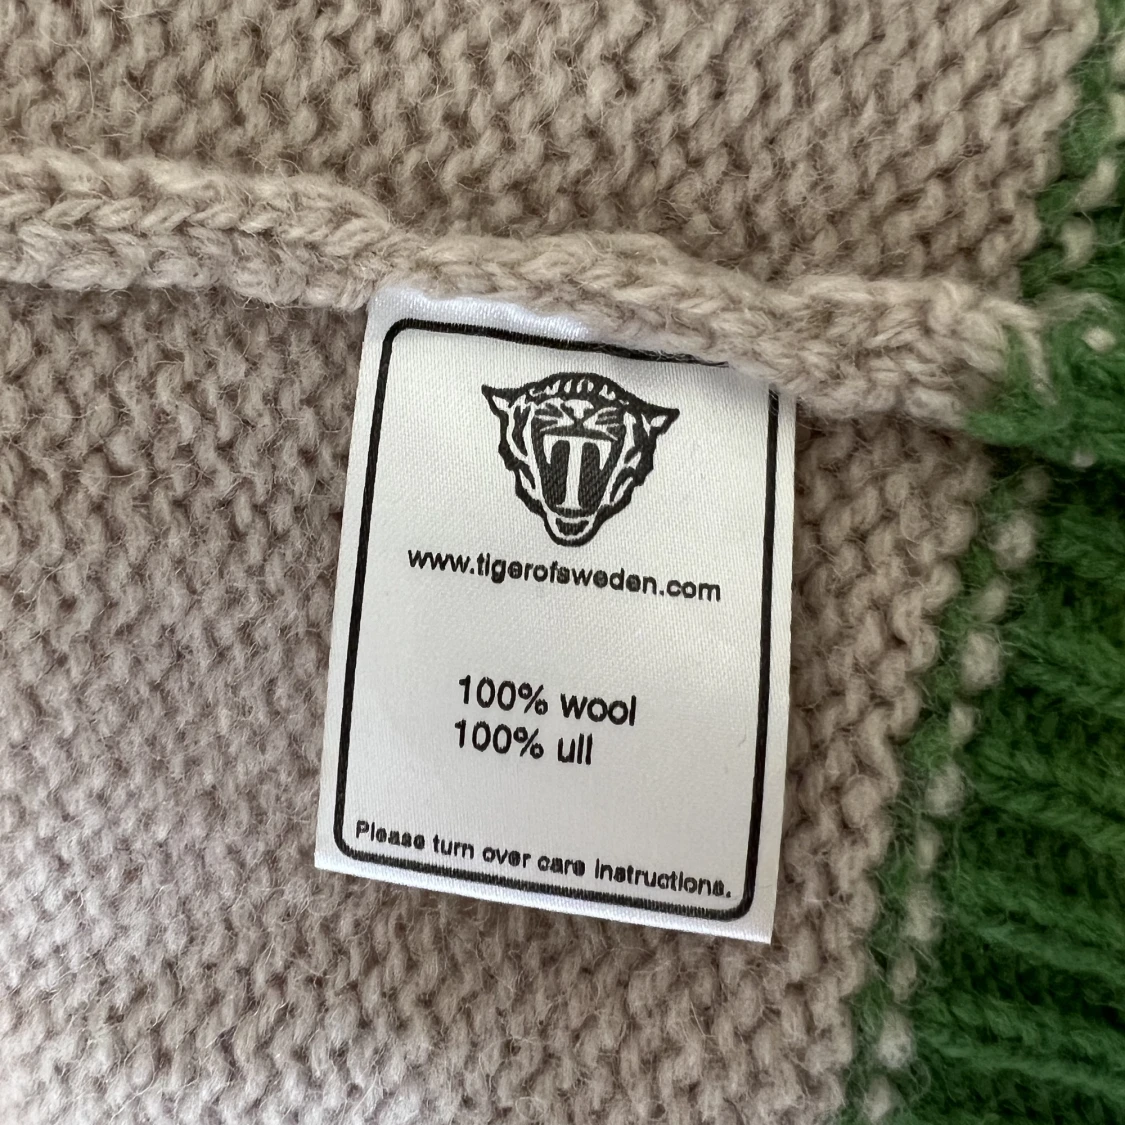 T
www.tigerofsweden.com
100% wool
100% ull
Please turn over care instructions.